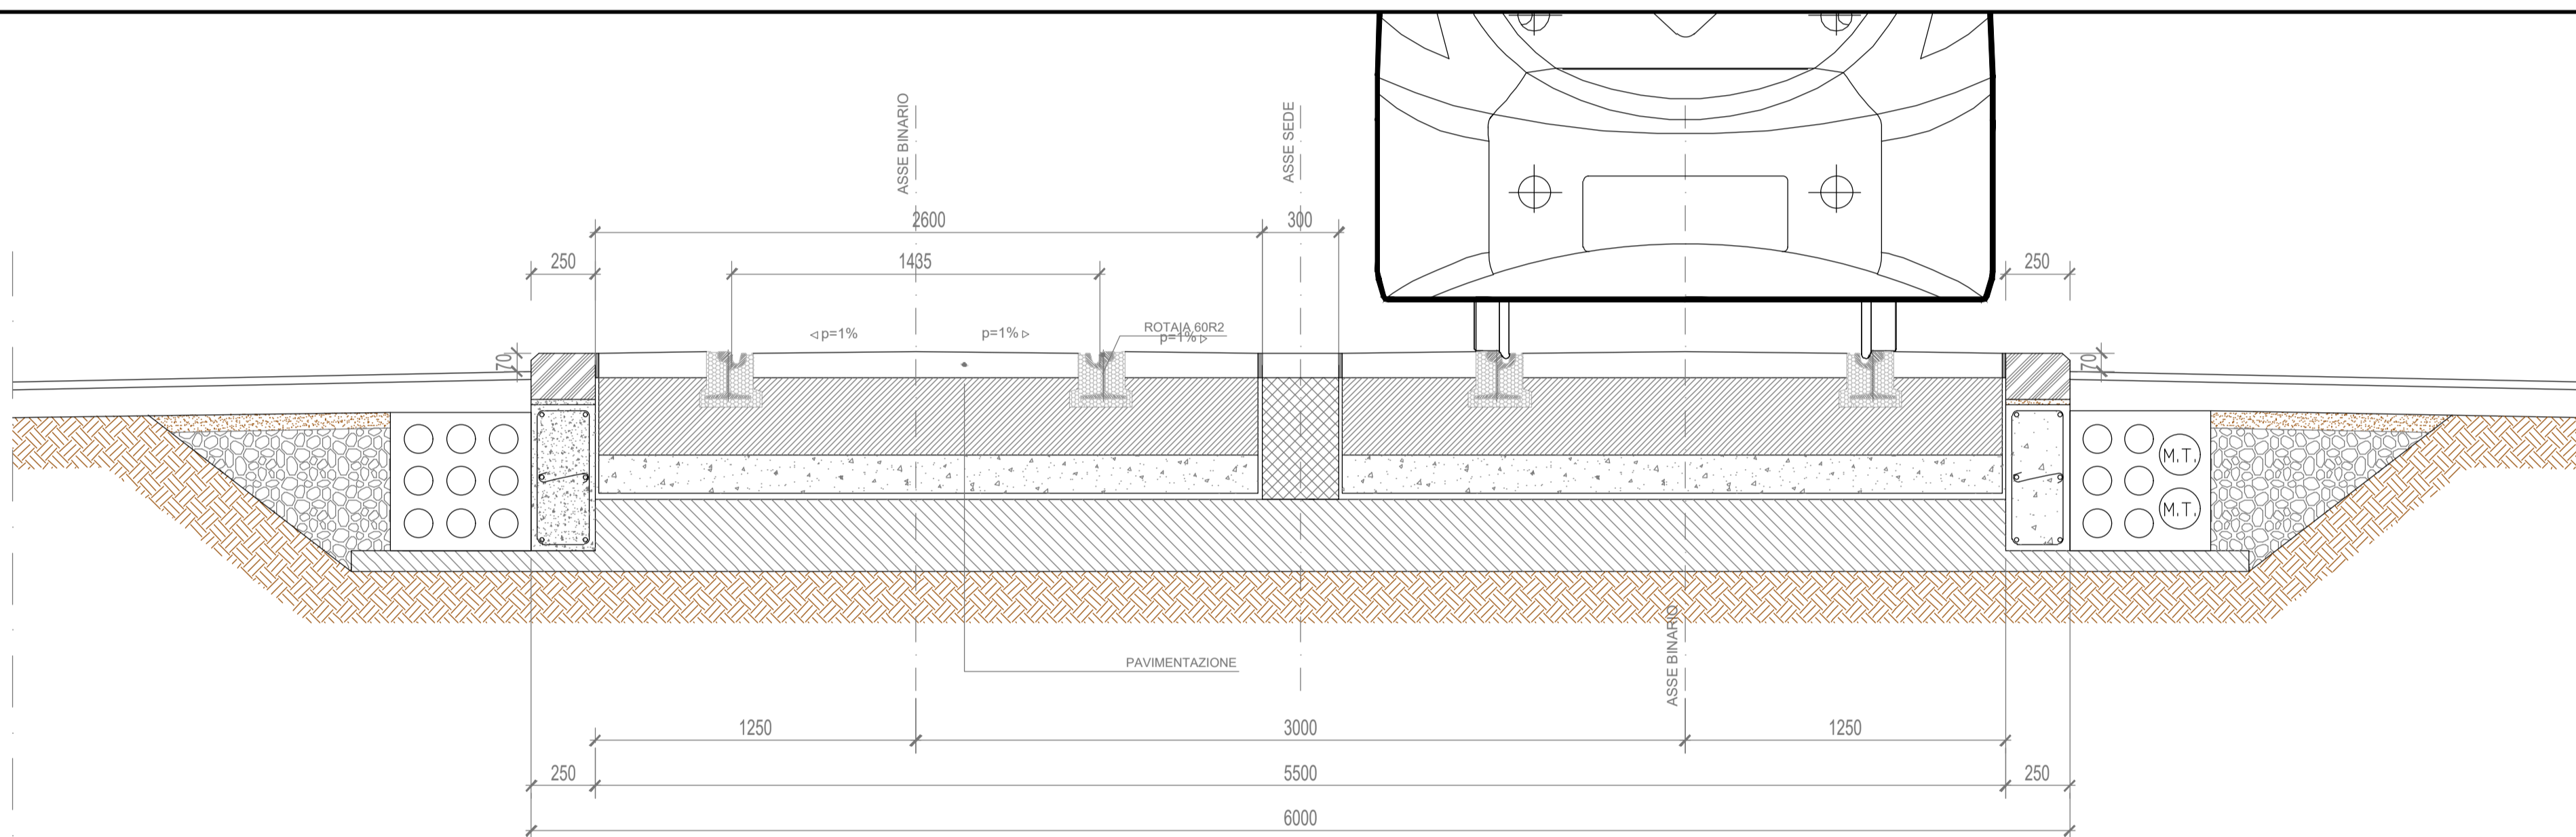 ASSE BINARIO
ASSE SEDE
2600
300
250
1435
250
p=1%
p=1%
ROTAIA 60R2
p=1%
70
70
M.T.
M.T.
ASSE BINARIO
PAVIMENTAZIONE
1250
3000
1250
250
5500
250
6000